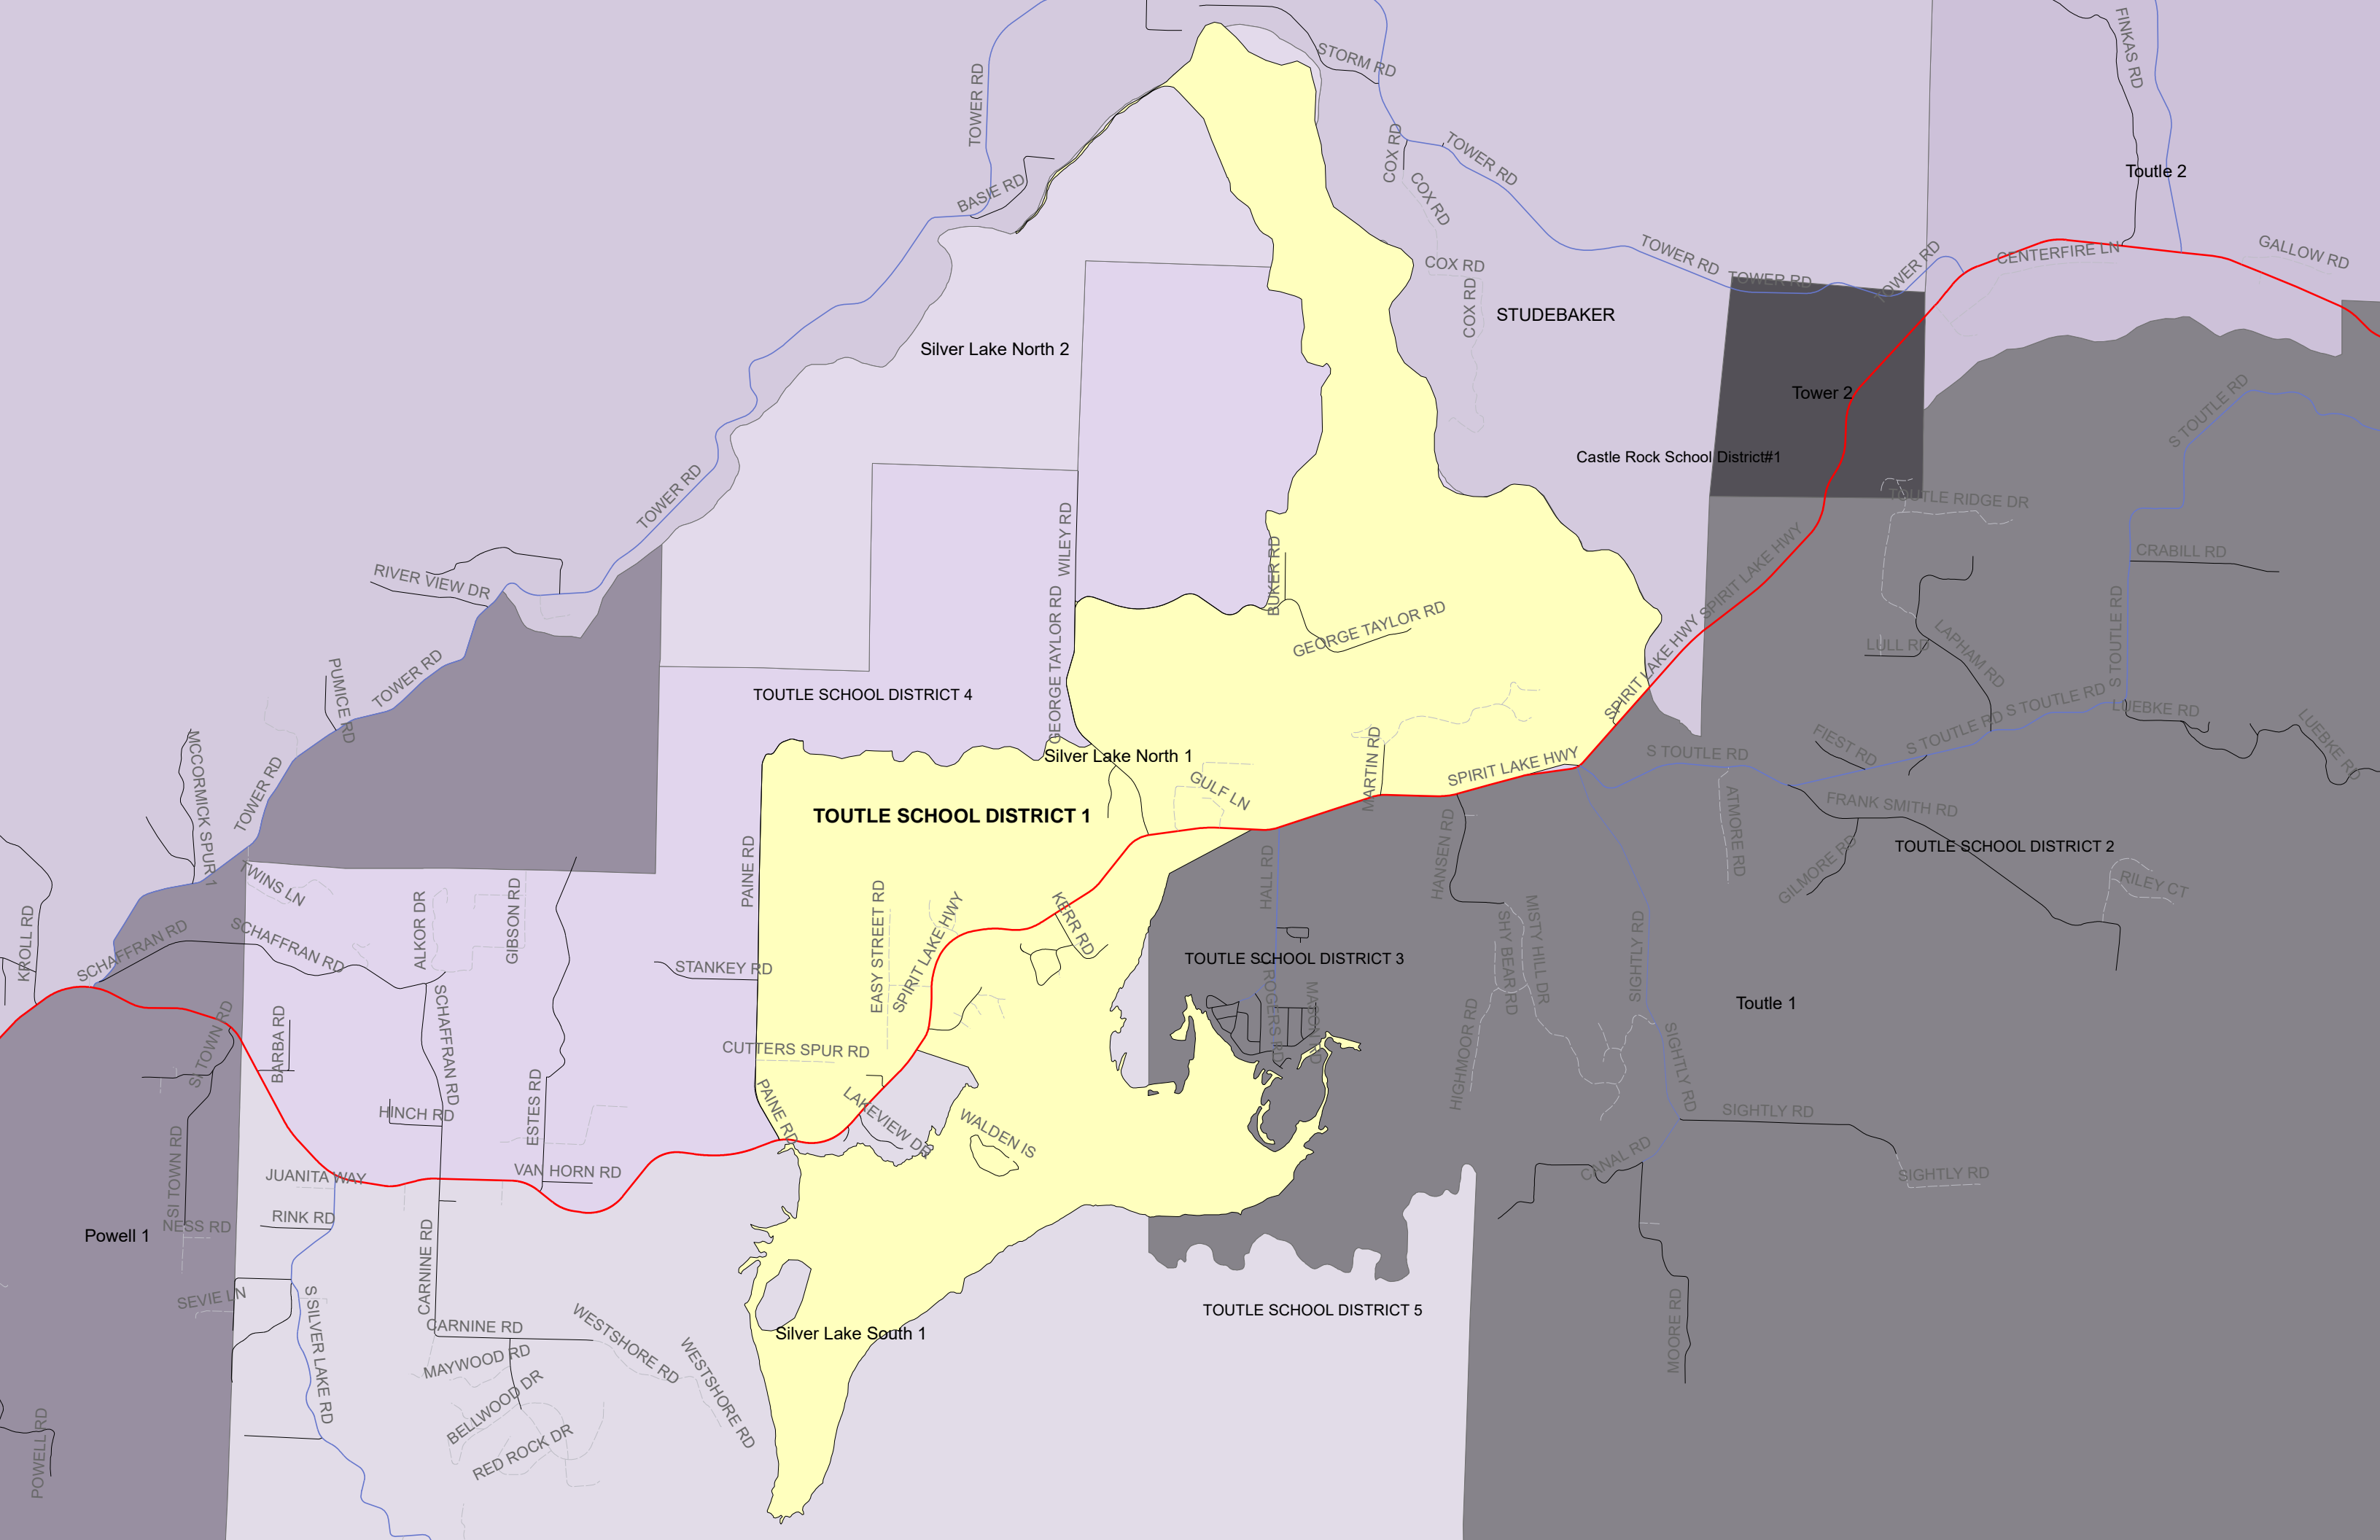 FINKAS RD
STORM RD
TOWER RD
COX RD
TOWER RD
Toutle 2
BASIE RD
COX RD
TOWER RD
TOWER RD
CENTERFIRE LN
GALLOW RD
COX RD
TOWER RD
COX RD
STUDEBAKER
Silver Lake North 2
Tower 2
S TOUTLE RD
Castle Rock School District#1
TOWER RD
TOUTLE RIDGE DR
WILEY RD
CRABILL RD
SPIRIT LAKE HWY
BUKER RD
RIVER VIEW DR
GEORGE TAYLOR RD
GEORGE TAYLOR RD
S TOUTLE RD
LULL RD
LAPHAM RD
PUMICE RD
TOWER RD
TOUTLE SCHOOL DISTRICT 4
SPIRIT LAKE HWY
S TOUTLE RD
S TOUTLE RD
LUEBKE RD
LUEBKE RD
Silver Lake North 1
MARTIN RD
SPIRIT LAKE HWY
S TOUTLE RD
FIEST RD
MCCORMICK SPUR 1
TOWER RD
GULF LN
TOUTLE SCHOOL DISTRICT 1
ATMORE RD
FRANK SMITH RD
TOUTLE SCHOOL DISTRICT 2
PAINE RD
HALL RD
HANSEN RD
GILMORE RD
RILEY CT
TWINS LN
ALKOR DR
GIBSON RD
EASY STREET RD
SPIRIT LAKE HWY
KERR RD
KROLL RD
SCHAFFRAN RD
SCHAFFRAN RD
STANKEY RD
TOUTLE SCHOOL DISTRICT 3
SHY BEAR RD
MISTY HILL DR
SIGHTLY RD
Toutle 1
SI TOWN RD
BARBA RD
SCHAFFRAN RD
CUTTERS SPUR RD
ROGERS RD
MASON RD
HIGHMOOR RD
SIGHTLY RD
SIGHTLY RD
HINCH RD
ESTES RD
PAINE RD
LAKEVIEW DR
WALDEN IS
SI TOWN RD
JUANITA WAY
VAN HORN RD
CANAL RD
SIGHTLY RD
NESS RD
RINK RD
Powell 1
CARNINE RD
SEVIE LN
S SILVER LAKE RD
TOUTLE SCHOOL DISTRICT 5
MOORE RD
CARNINE RD
WESTSHORE RD
Silver Lake South 1
MAYWOOD RD
WESTSHORE RD
BELLWOOD DR
POWELL RD
RED ROCK DR